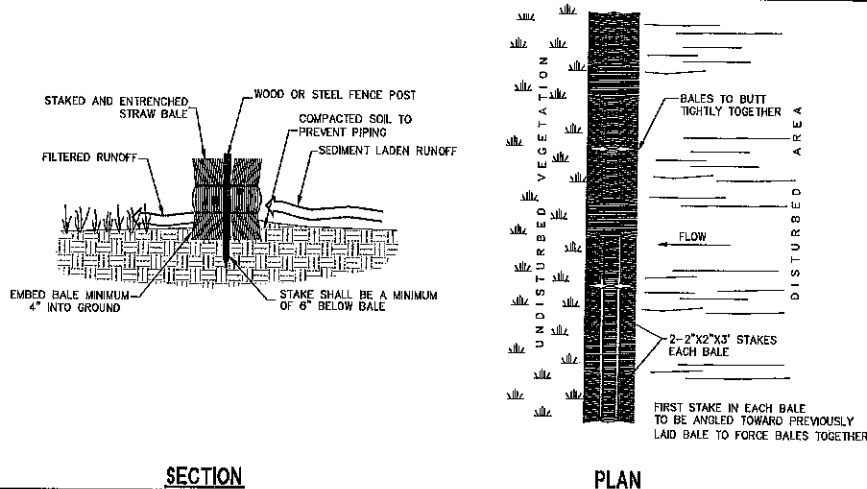 STAKED AND ENTRENCHED
STRAW BALE
WOOD OR STEEL FENCE POST
COMPACTED SOIL TO
PREVENT PIPING
FILTERED RUNOFF
SEDIMENT LADEN RUNOFF
EMBED BALE MINIMUM
4" INTO GROUND
STAKE SHALL BE A MINIMUM
OF 6" BELOW BALE
SECTION
UNDISTURBED VEGETATION
BALES TO BUTT
TIGHTLY TOGETHER
DISTURBED AREA
FLOW
2-2"X2"X3' STAKES
EACH BALE
FIRST STAKE IN EACH BALE
TO BE ANGLED TOWARD PREVIOUSLY
LAID BALE TO FORCE BALES TOGETHER
PLAN